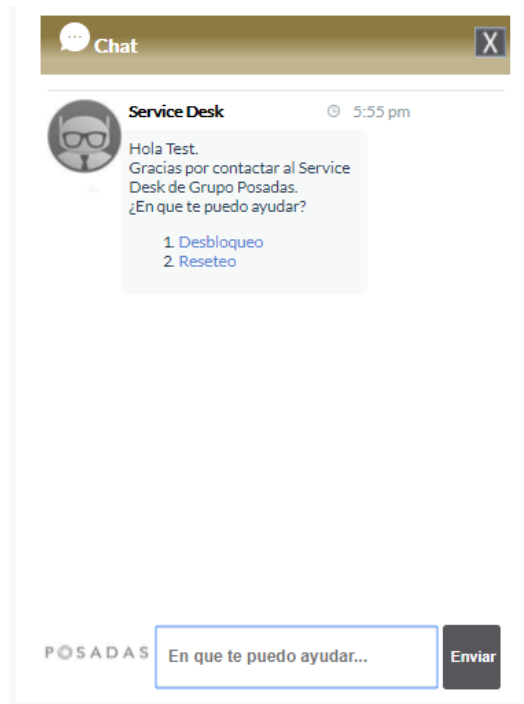 Chat
X
Service Desk 5:55 pm
Hola Test.
Gracias por contactar al Service
Desk de Grupo Posadas.
¿En que te puedo ayudar?
1. Desbloqueo
2. Reseteo
POSADAS En que te puedo ayudar... Enviar